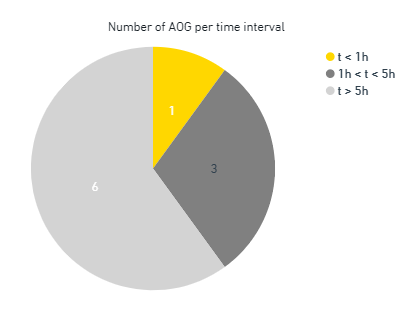 Number of AOG per time interval
t < 1h
1h < t < 5h
t > 5h
1
3
6